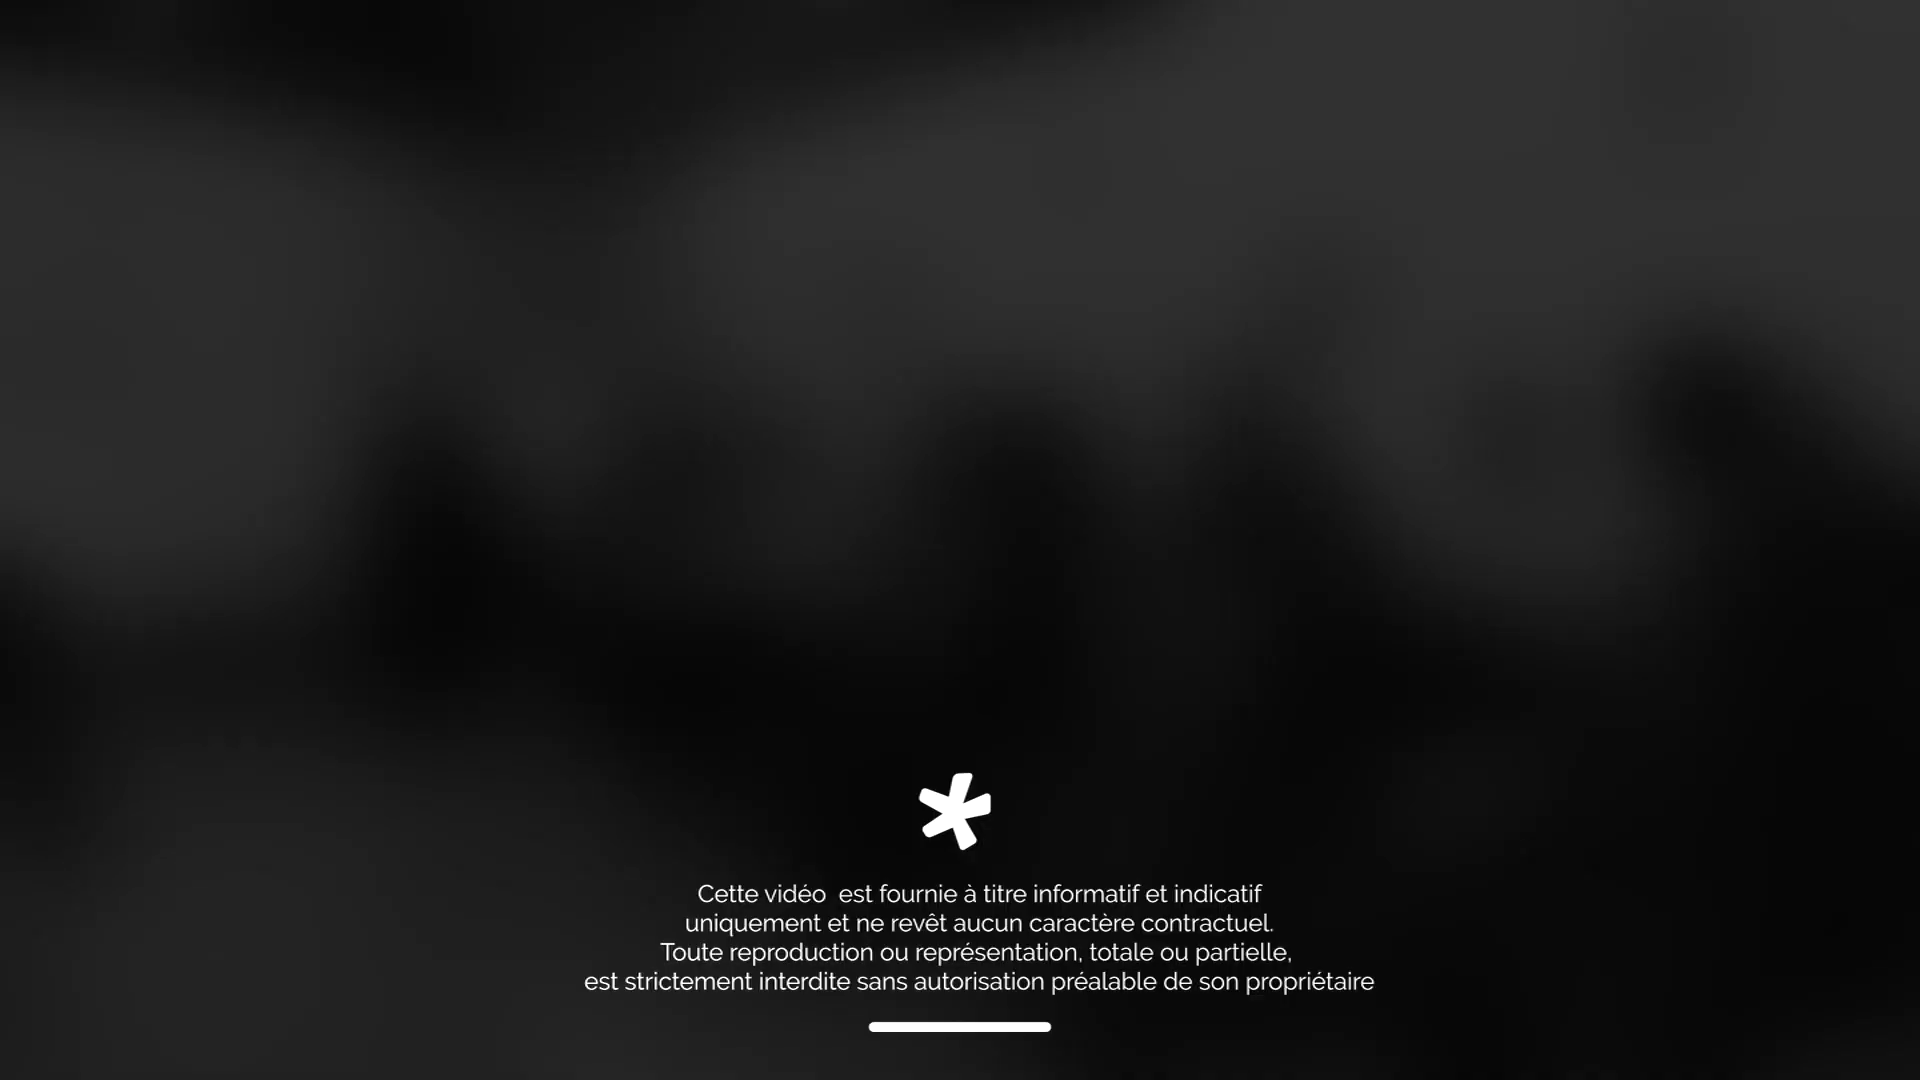 Cette vidéo  est fournie à titre informatif et indicatif
uniquement et ne revêt aucun caractère contractuel.
Toute reproduction ou représentation, totale ou partielle,
est strictement interdite sans autorisation préalable de son propriétaire